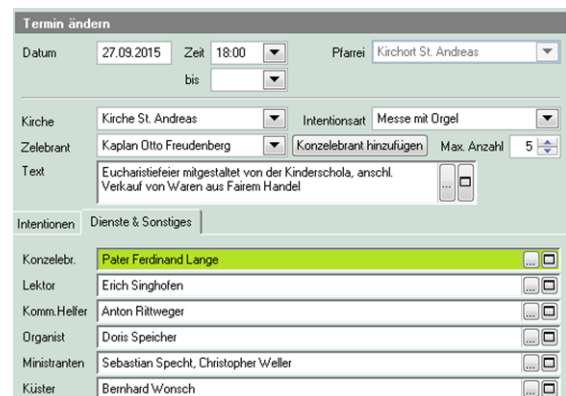 Termin ändern
Datum 27.09.2015 Zeit 18:00 Pfarrei Kirchort St. Andreas
bis
Kirche Kirche St. Andreas Intentionsart Messe mit Orgel
Zelebrant Kaplan Otto Freudenberg Konzelebrant hinzufügen Max. Anzahl 5
Text Eucharistiefeier mitgestaltet von der Kinderschola, anschl.
Verkauf von Waren aus Fairem Handel
...
Intentionen Dienste & Sonstiges
Konzelebr. Pater Ferdinand Lange ...
Lektor Erich Singhofen ...
Komm.Helfer Anton Rittweger ...
Organist Doris Speicher ...
Ministranten Sebastian Specht, Christopher Weller ...
Küster Bernhard Wonsch ...